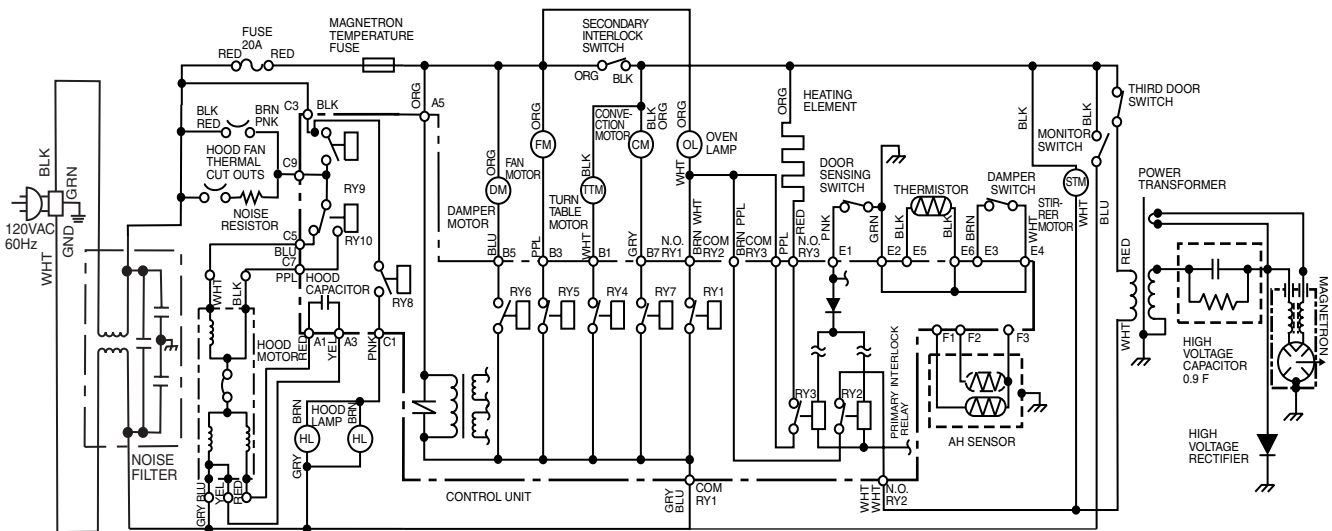 FUSE
20A
RED
RED
MAGNETRON
TEMPERATURE
FUSE
SECONDARY
INTERLOCK
SWITCH
ORG
BLK
HEATING
ELEMENT
THIRD DOOR
SWITCH
MONITOR
SWITCH
POWER
TRANSFORMER
BLK
RED
BRN
PNK
C3
BLK
ORG
A5
HOOD FAN
THERMAL
CUT OUTS
C9
RY9
NOISE
RESISTOR
RY10
C5
BLU
C7
PPL
HOOD
CAPACITOR
RY8
BLK
GRN
120VAC
60Hz
WHT
GND
WHT
BLK
HOOD
MOTOR
RED
A1
YEL
A3
PNK
C1
BRN
HOOD
LAMP
BRN
HL
HL
GRY
NOISE
FILTER
GRY
BLU
YEL
RED
ORG
FAN
MOTOR
DM
DAMPER
MOTOR
BLU
B5
ORG
FM
PPL
B3
CONVE-
CTION
MOTOR
BLK
TTM
TURN
TABLE
MOTOR
WHT
B1
BLK
ORG
CM
GRY
B7
ORG
OL
OVEN
LAMP
WHT
N.O.
RY1
BRN
WHT
COM
RY2
BRN
PPL
COM
RY3
PPL
N.O.
RY3
ORG
RED
DOOR
SENSING
SWITCH
PNK
E1
GRN
E2
THERMISTOR
BLK
BLK
E5
E6
DAMPER
SWITCH
BRN
E3
WHT
E4
BLK
STM
STIR-
RER
MOTOR
WHT
BLK
BLU
RED
WHT
RY6
RY5
RY4
RY7
RY1
RY3
RY2
PRIMARY INTERLOCK
RELAY
F1
F2
F3
AH SENSOR
CONTROL UNIT
GRY
BLU
COM
RY1
WHT
WHT
N.O.
RY2
HIGH
VOLTAGE
CAPACITOR
0.9 F
MAGNETRON
HIGH
VOLTAGE
RECTIFIER